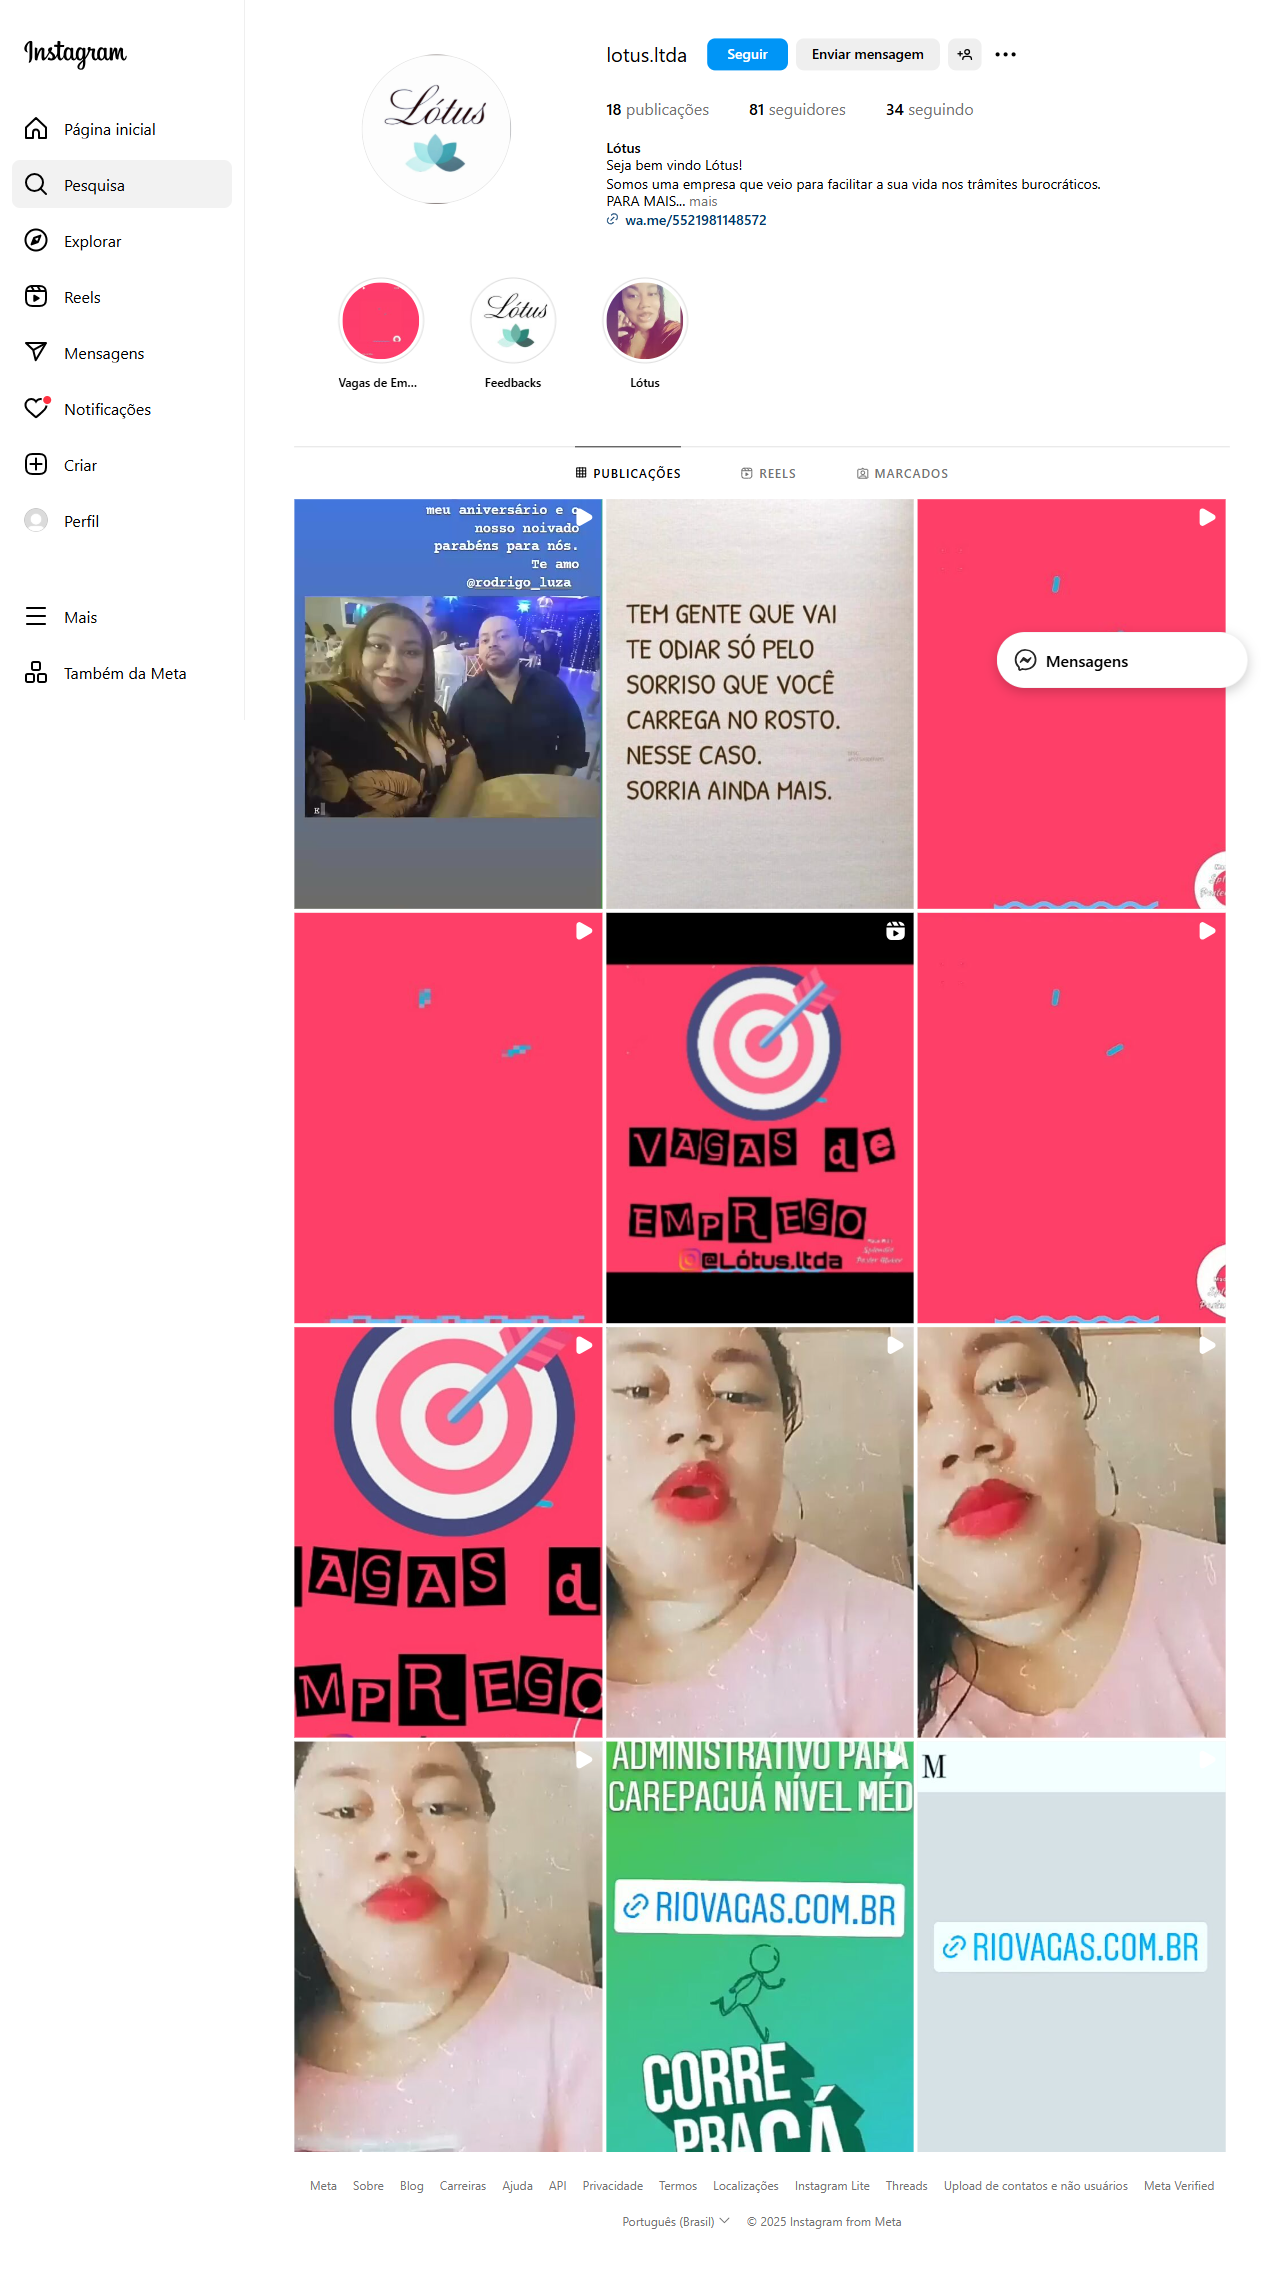 Instagram
Página inicial
Pesquisa
Explorar
Reels
Mensagens
Notificações
Criar
Perfil
Mais
Também da Meta
Lótus
lotus.ltda
Seguir
Enviar mensagem
18 publicações
81 seguidores
34 seguindo
Lótus
Seja bem vindo Lótus!
Somos uma empresa que veio para facilitar a sua vida nos trâmites burocráticos.
PARA MAIS... mais
wa.me/5521981148572
Lótus
Vagas de Em...
Feedbacks
Lótus
PUBLICAÇÕES
REELS
MARCADOS
meu aniversário e o
nosso noivado
parabéns para nós.
Te amo
@rodrigo_luza
E
TEM GENTE QUE VAI
TE ODIAR SÓ PELO
SORRISO QUE VOCÊ
CARREGA NO ROSTO.
NESSE CASO.
SORRIA AINDA MAIS.
Mensagens
VAGAS de
EMPREGO
@Lótus.ltda
AGAS d
MPREGO
ADMINISTRATIVO PARA
CAREPAGUÁ NÍVEL MÉD
RIOVAGAS.COM.BR
CORRE
PRAÇÁ
M
RIOVAGAS.COM.BR
Meta
Sobre
Blog
Carreiras
Ajuda
API
Privacidade
Termos
Localizações
Instagram Lite
Threads
Upload de contatos e não usuários
Meta Verified
Português (Brasil)
© 2025 Instagram from Meta